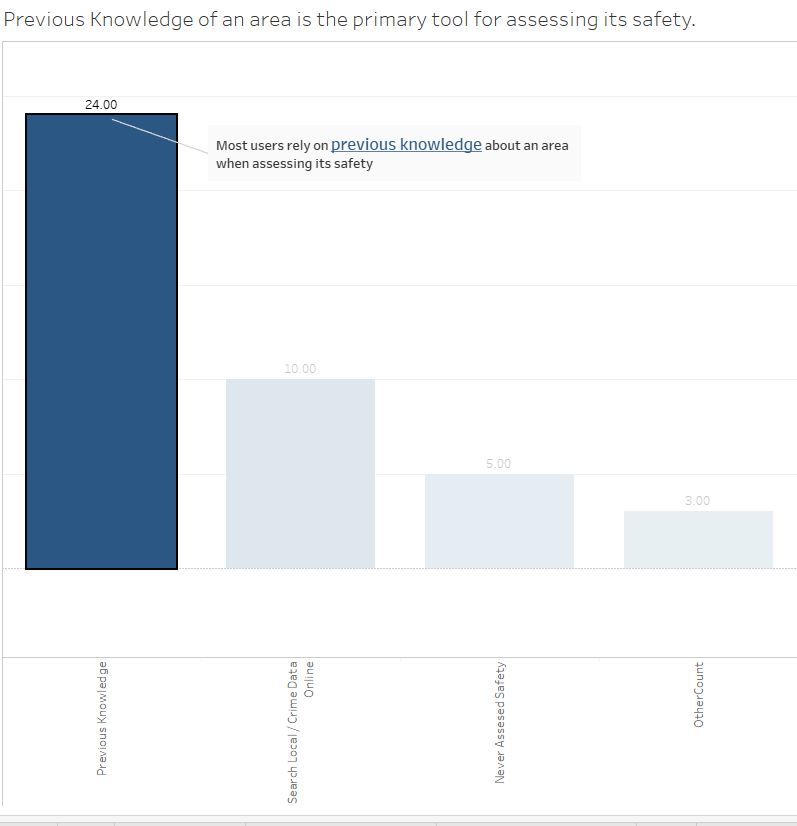 Previous Knowledge of an area is the primary tool for assessing its safety.
24.00
Most users rely on previous knowledge about an area
when assessing its safety
10.00
5.00
3.00
Previous Knowledge
Search Local / Crime Data
Online
Never Assesed Safety
OtherCount